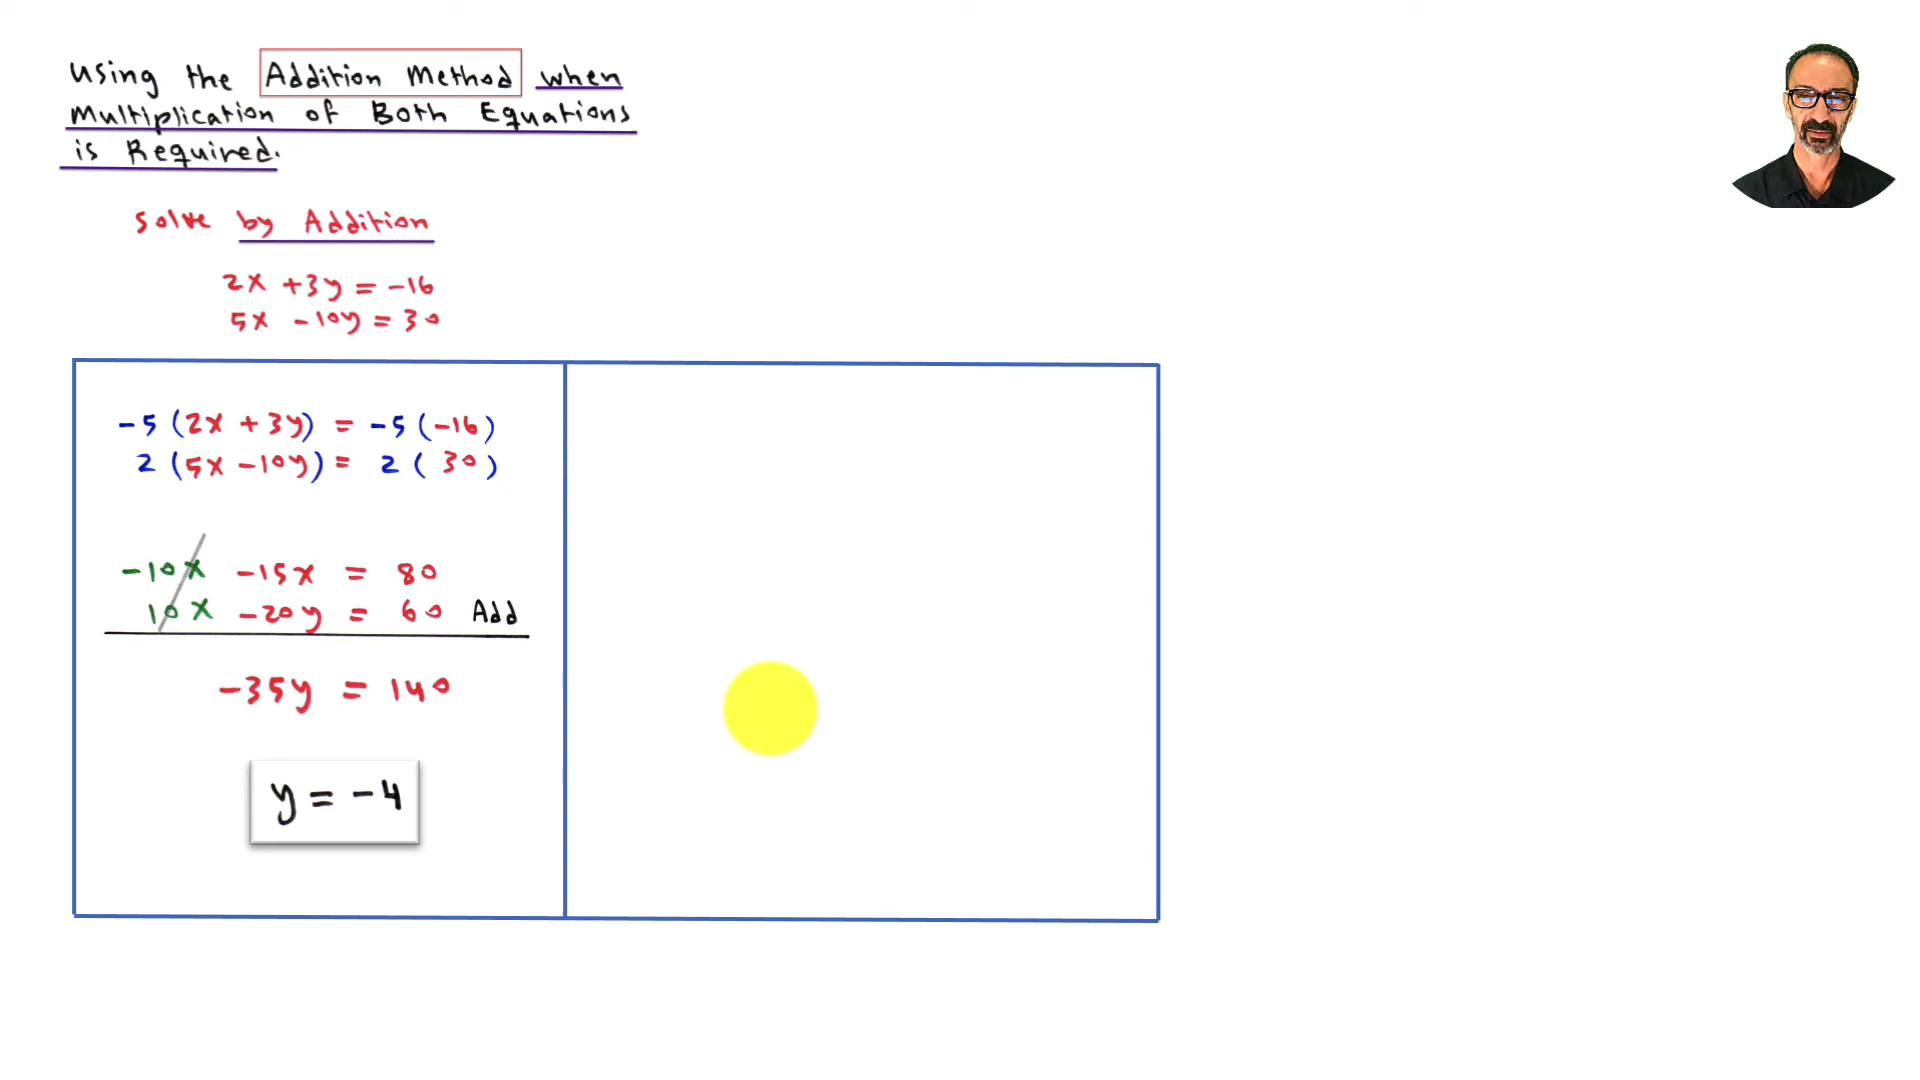 Using the Addition Method when
Multiplication of Both Equations
is Required.
Solve by Addition
2x +3y = -16
5x -10y = 30
-5 (2x +3y) = -5 (-16)
2 (5x -10y) = 2 ( 30 )
-10x -15x = 80
10x -20y = 60 Add
-35y = 140
y = -4